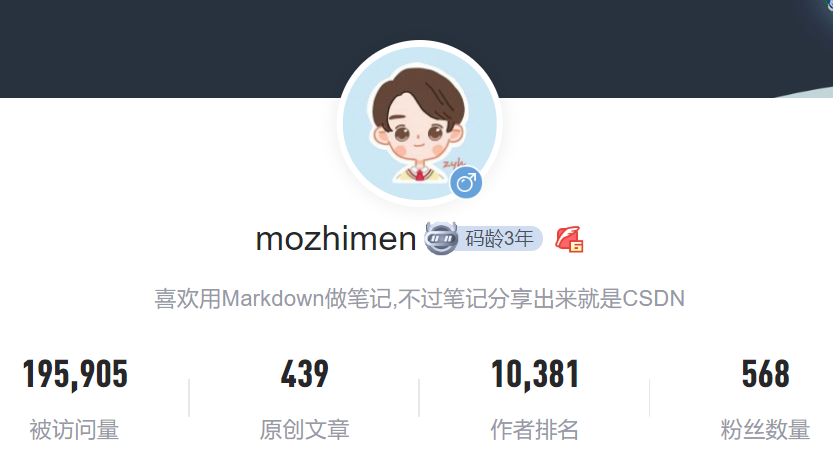 zyh
mozhimen 码龄3年 6
喜欢用Markdown做笔记,不过笔记分享出来就是CSDN
195,905 439 10,381 568
被访问量 原创文章 作者排名 粉丝数量